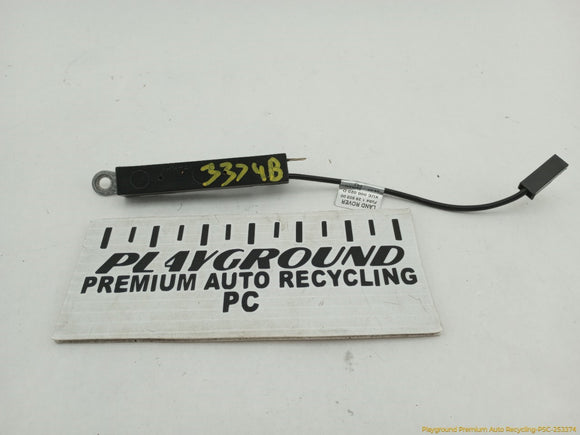 3374B
LAND ROVER
PLAYGROUND
PREMIUM AUTO RECYCLING
PC
Playground Premium Auto Recycling-PSC-253374